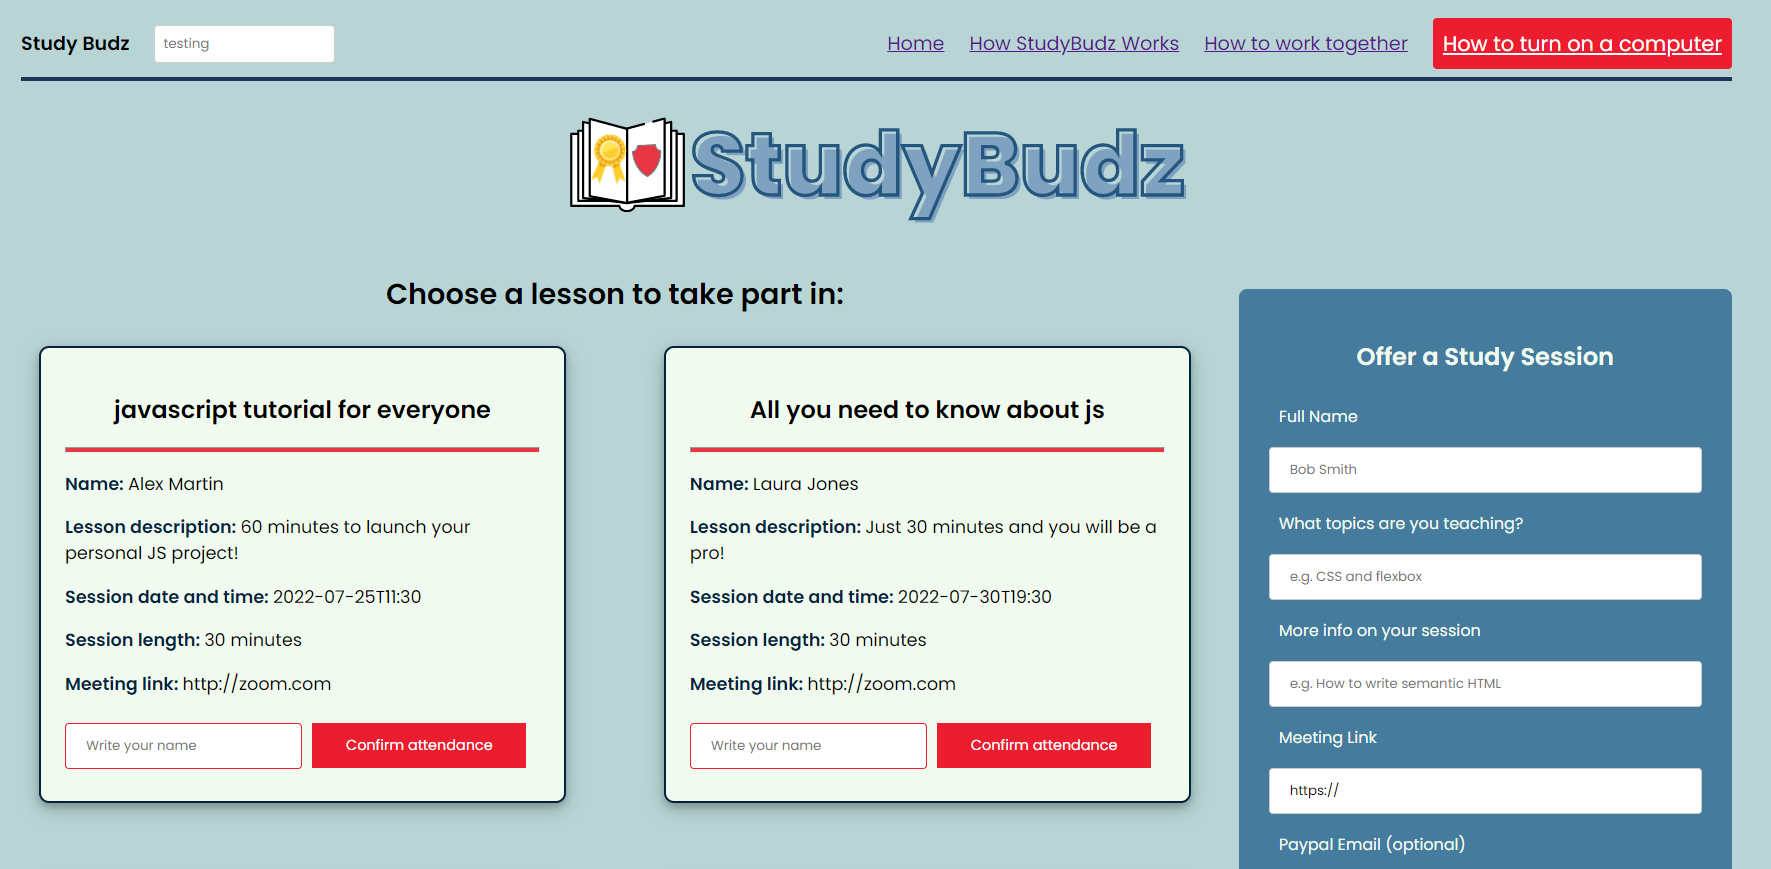 Study Budz
testing
Home
How StudyBudz Works
How to work together
How to turn on a computer
StudyBudz
Choose a lesson to take part in:
javascript tutorial for everyone
Name: Alex Martin
Lesson description: 60 minutes to launch your
personal JS project!
Session date and time: 2022-07-25T11:30
Session length: 30 minutes
Meeting link: http://zoom.com
Write your name
Confirm attendance
All you need to know about js
Name: Laura Jones
Lesson description: Just 30 minutes and you will be a
pro!
Session date and time: 2022-07-30T19:30
Session length: 30 minutes
Meeting link: http://zoom.com
Write your name
Confirm attendance
Offer a Study Session
Full Name
Bob Smith
What topics are you teaching?
e.g. CSS and flexbox
More info on your session
e.g. How to write semantic HTML
Meeting Link
https://
Paypal Email (optional)